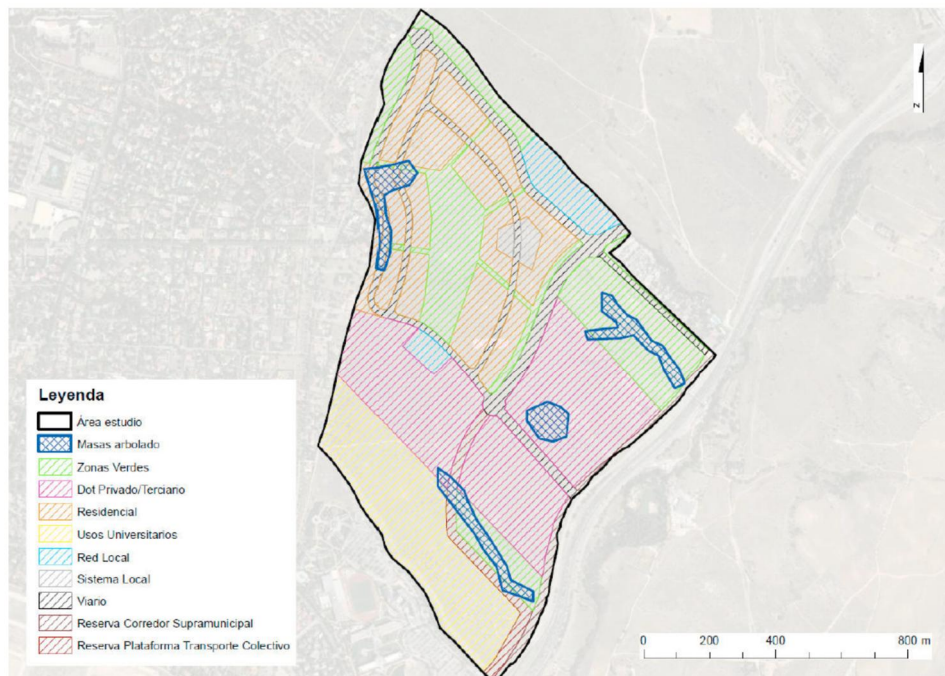 N
Leyenda
Área estudio
Masas arbolado
Zonas Verdes
Dot Privado/Terciario
Residencial
Usos Universitarios
Red Local
Sistema Local
Viario
Reserva Corredor Supramunicipal
Reserva Plataforma Transporte Colectivo
0 200 400 800 m